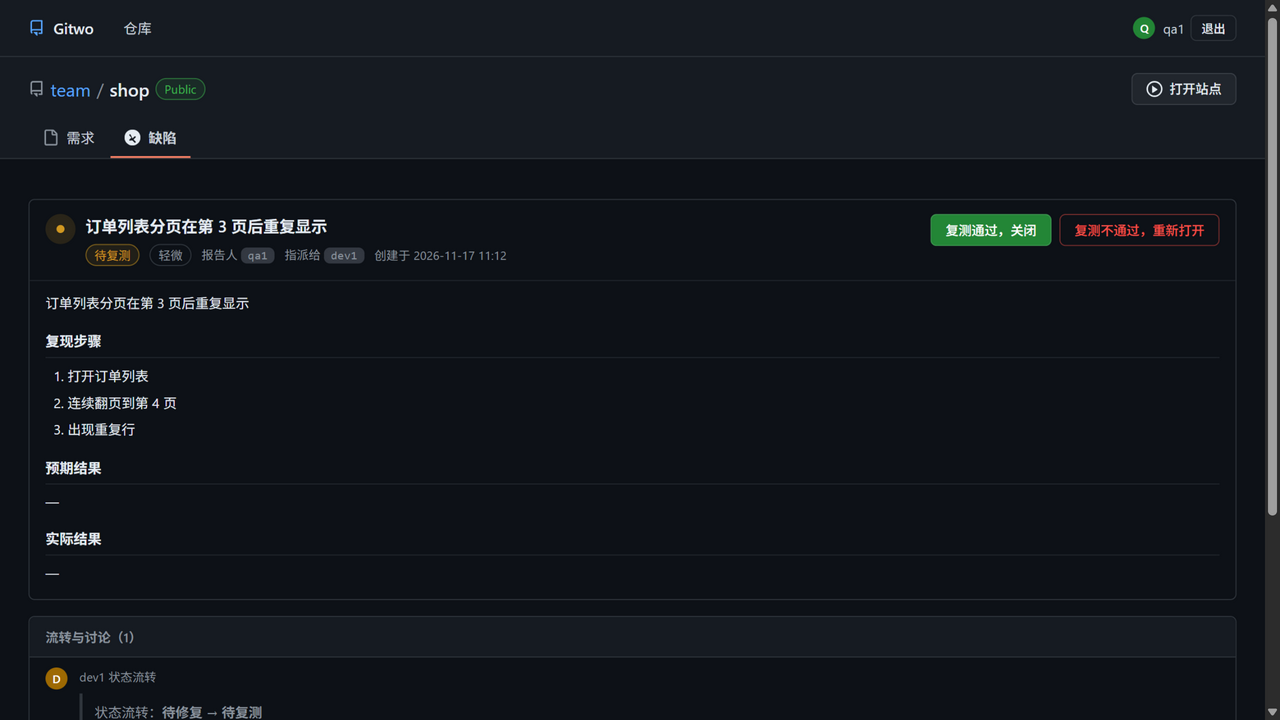 Gitwo 仓库 Q qa1 退出
team / shop Public 打开站点
需求 缺陷
订单列表分页在第 3 页后重复显示 复测通过，关闭 复测不通过，重新打开
待复测 轻微 报告人 qa1 指派给 dev1 创建于 2026-11-17 11:12
订单列表分页在第 3 页后重复显示
复现步骤
1. 打开订单列表
2. 连续翻页到第 4 页
3. 出现重复行
预期结果
—
实际结果
—
流转与讨论（1）
D dev1 状态流转
状态流转：待修复 → 待复测